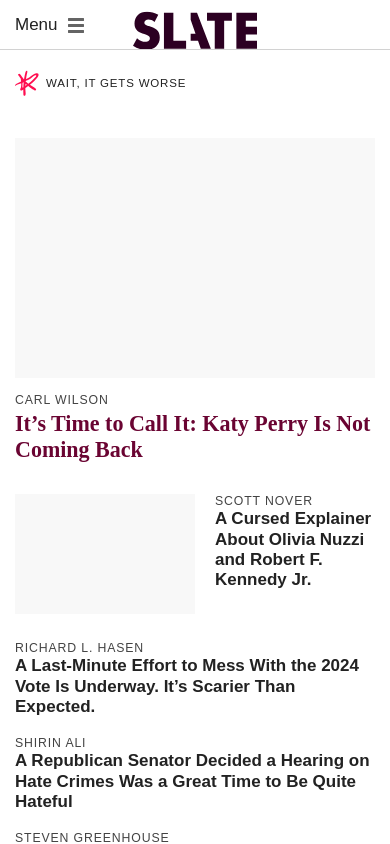 Menu
SLATE
WAIT, IT GETS WORSE
CARL WILSON
It’s Time to Call It: Katy Perry Is Not
Coming Back
SCOTT NOVER
A Cursed Explainer
About Olivia Nuzzi
and Robert F.
Kennedy Jr.
RICHARD L. HASEN
A Last-Minute Effort to Mess With the 2024
Vote Is Underway. It’s Scarier Than
Expected.
SHIRIN ALI
A Republican Senator Decided a Hearing on
Hate Crimes Was a Great Time to Be Quite
Hateful
STEVEN GREENHOUSE